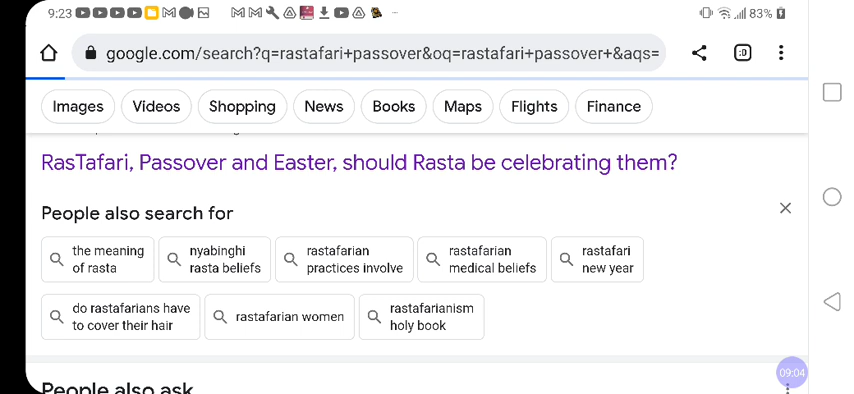 9:23
83%
google.com/search?q=rastafari+passover&oq=rastafari+passover+&aqs=
:D
Images
Videos
Shopping
News
Books
Maps
Flights
Finance
RasTafari, Passover and Easter, should Rasta be celebrating them?
People also search for
the meaning
of rasta
nyabinghi
rasta beliefs
rastafarian
practices involve
rastafarian
medical beliefs
rastafari
new year
do rastafarians have
to cover their hair
rastafarian women
rastafarianism
holy book
People also ask
09:04